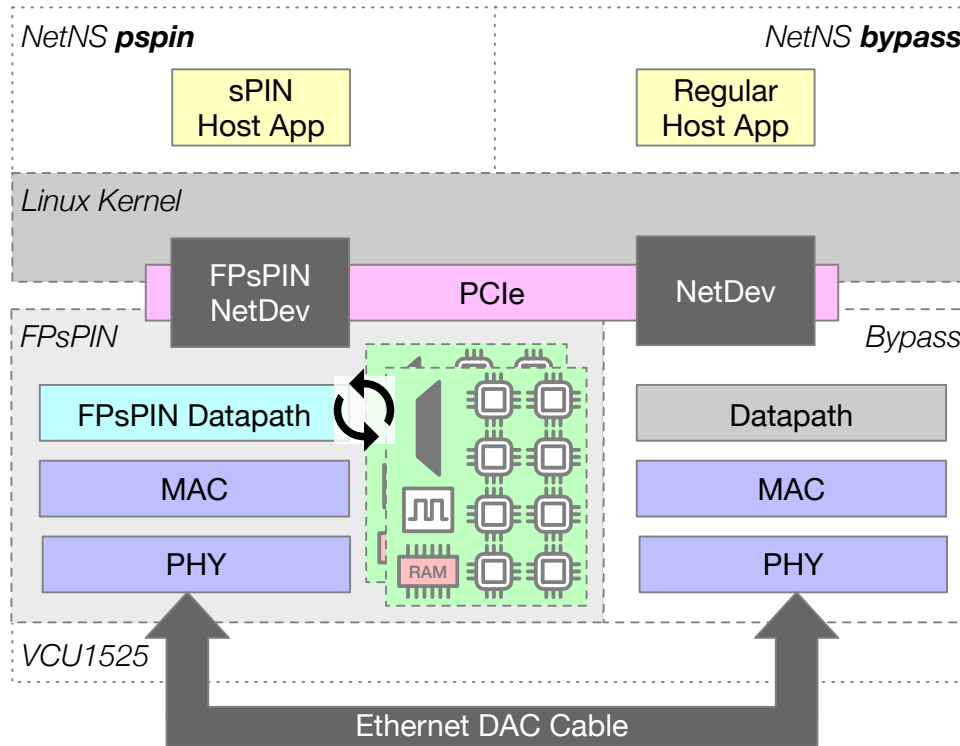 NetNS pspin
NetNS bypass
sPIN
Host App
Regular
Host App
Linux Kernel
FPsPIN
NetDev
PCIe
NetDev
FPsPIN
Bypass
FPsPIN Datapath
Datapath
MAC
MAC
PHY
RAM
PHY
VCU1525
Ethernet DAC Cable